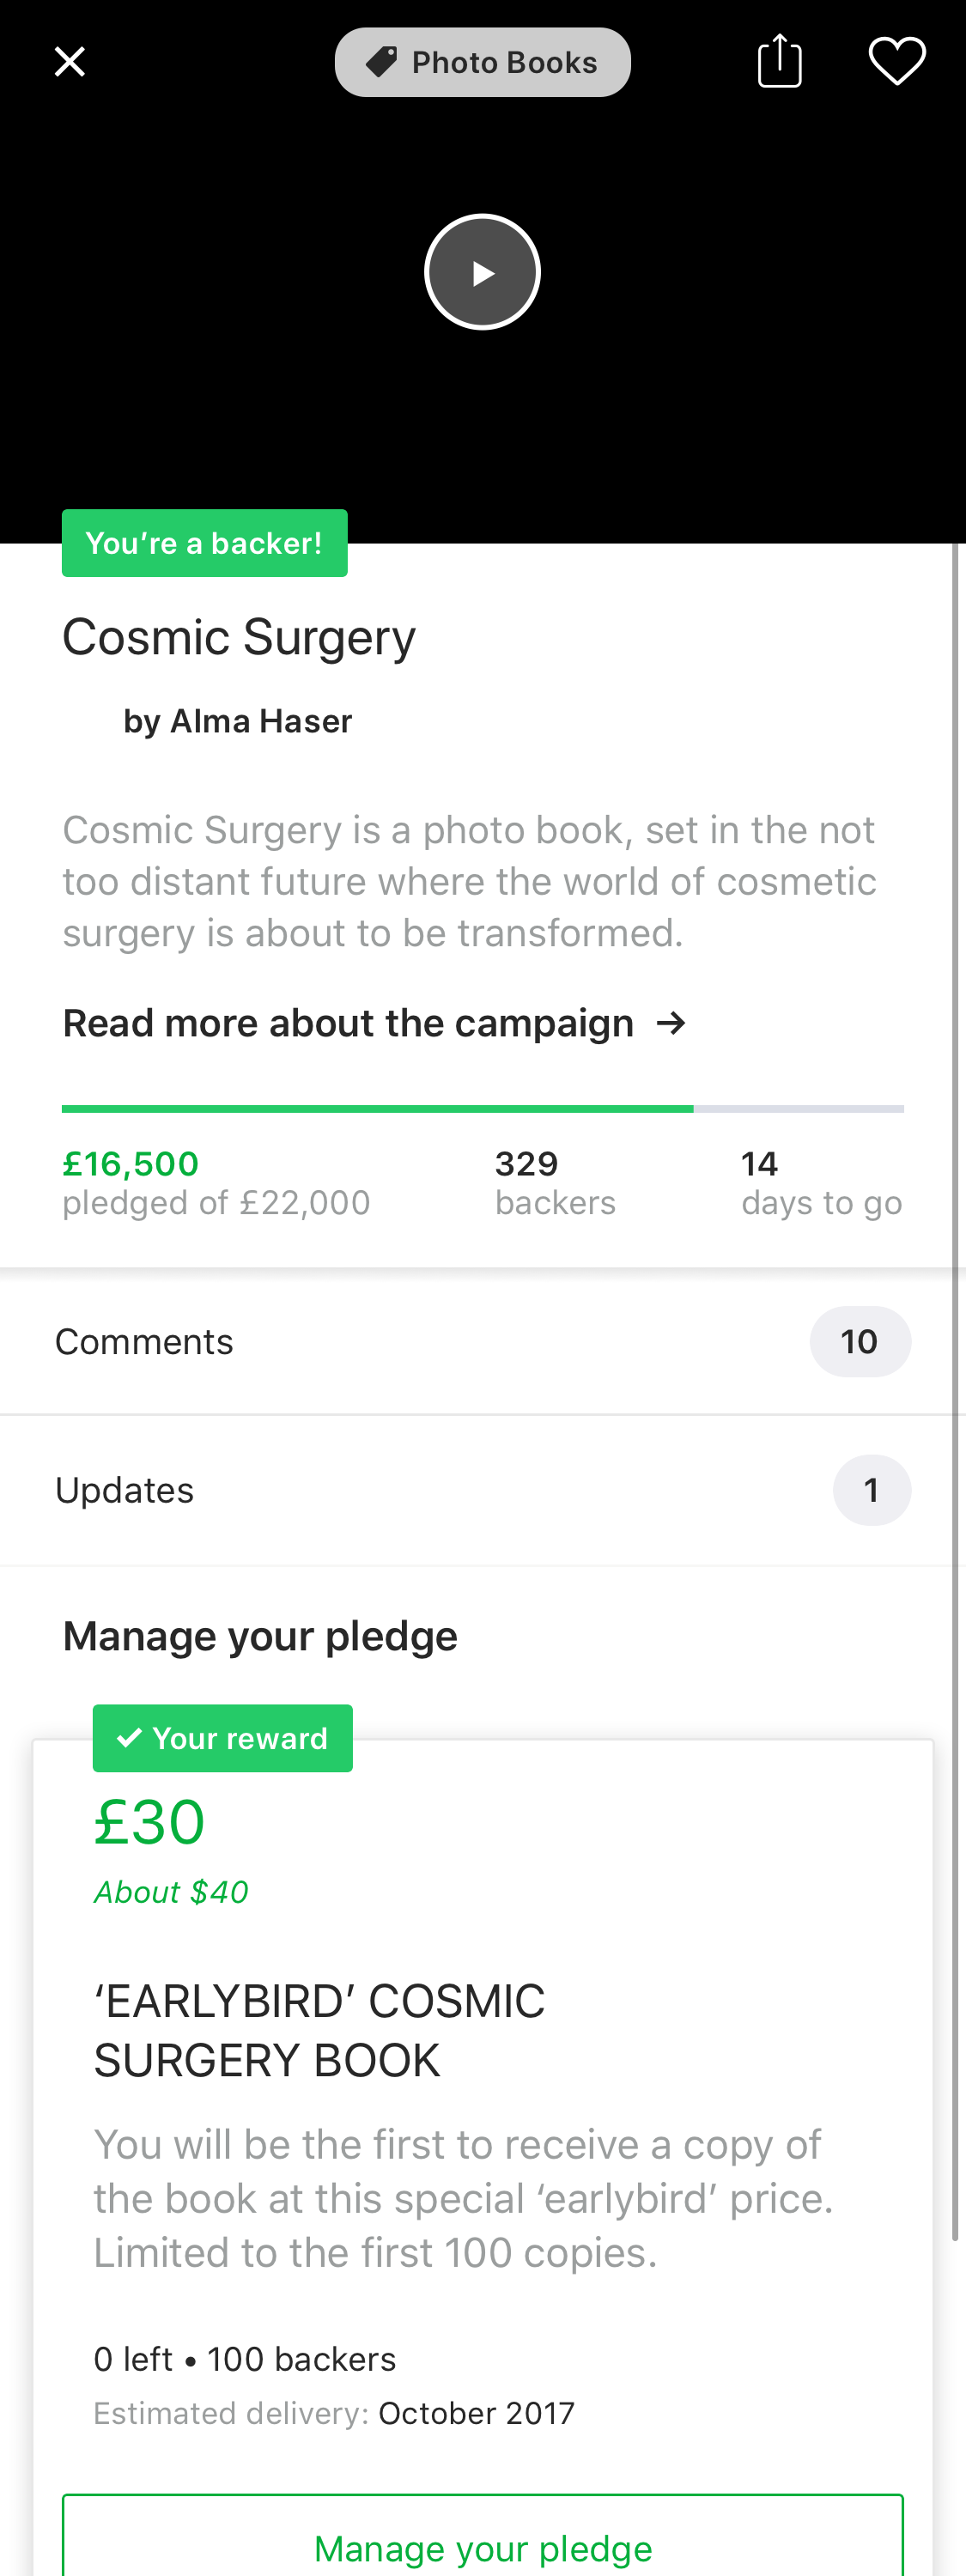 Photo Books
You’re a backer!
Cosmic Surgery
by Alma Haser
Cosmic Surgery is a photo book, set in the not
too distant future where the world of cosmetic
surgery is about to be transformed.
Read more about the campaign →
£16,500
pledged of £22,000
329
backers
14
days to go
Comments
10
Updates
1
Manage your pledge
Your reward
£30
About $40
‘EARLYBIRD’ COSMIC
SURGERY BOOK
You will be the first to receive a copy of
the book at this special ‘earlybird’ price.
Limited to the first 100 copies.
0 left • 100 backers
Estimated delivery: October 2017
Manage your pledge